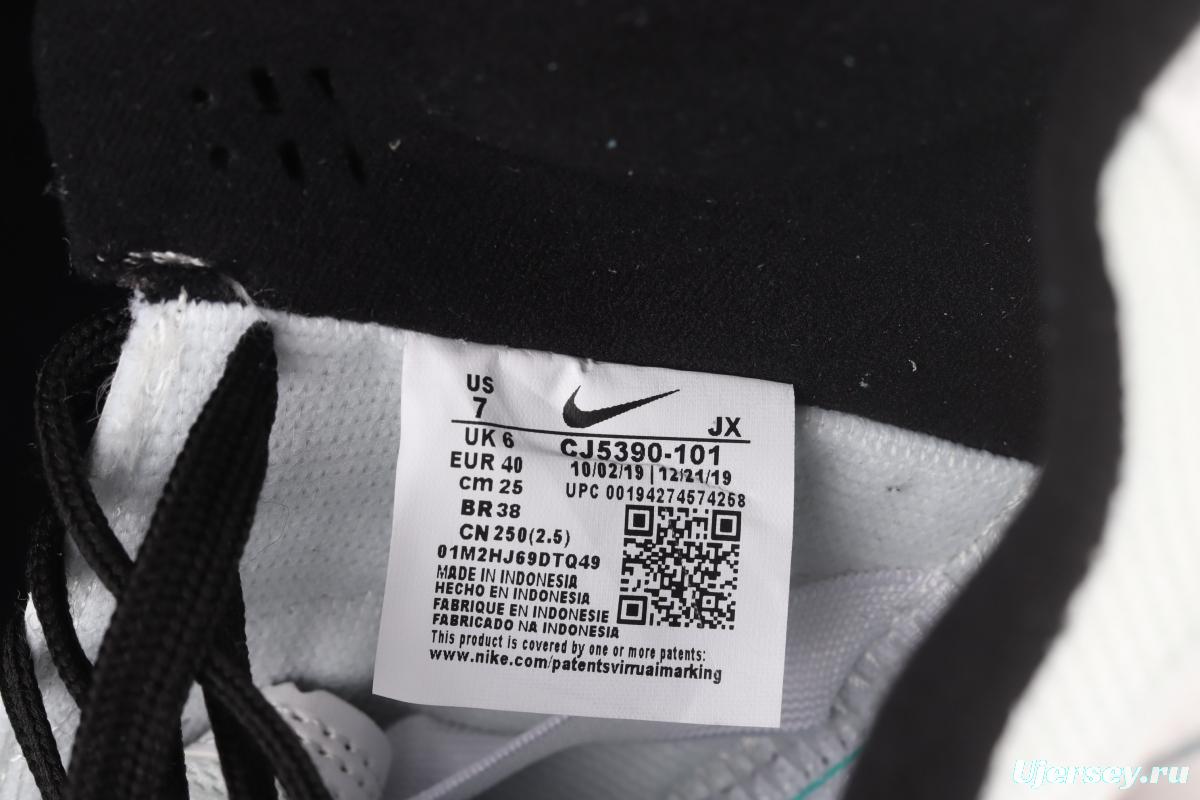 US
7
JX
UK 6
CJ5390-101
EUR 40
10/02/19 | 12/21/19
cm 25
UPC 00194274574268
BR 38
CN 250(2.5)
01M2HJ69DTQ49
MADE IN INDONESIA
HECHO EN INDONESIA
FABRIQUE EN INDONESIE
FABRICADO NA INDONESIA
This product is covered by one or more patents:
www.nike.com/patentsvirruaimarking
Ujersey.ru